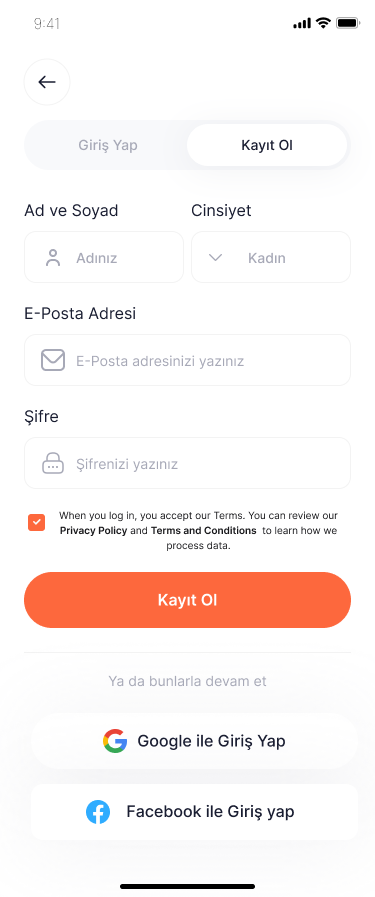 9:41
Giriş Yap
Kayıt Ol
Ad ve Soyad
Cinsiyet
Adınız
Kadın
E-Posta Adresi
E-Posta adresinizi yazınız
Şifre
Şifrenizi yazınız
When you log in, you accept our Terms. You can review our
Privacy Policy and Terms and Conditions to learn how we
process data.
Kayıt Ol
Ya da bunlarla devam et
Google ile Giriş Yap
Facebook ile Giriş yap